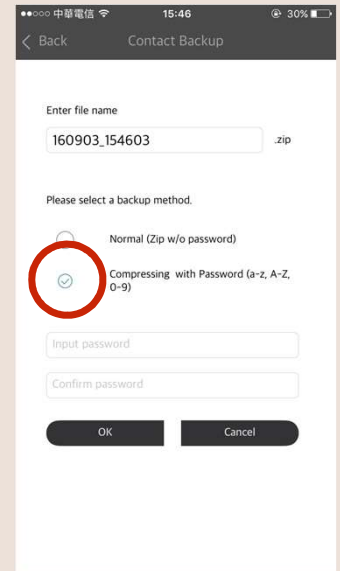 中華電信 15:46 30%
Back Contact Backup
Enter file name
160903_154603 .zip
Please select a backup method.
Normal (Zip w/o password)
Compressing with Password (a-z, A-Z,
0-9)
Input password
Confirm password
OK Cancel